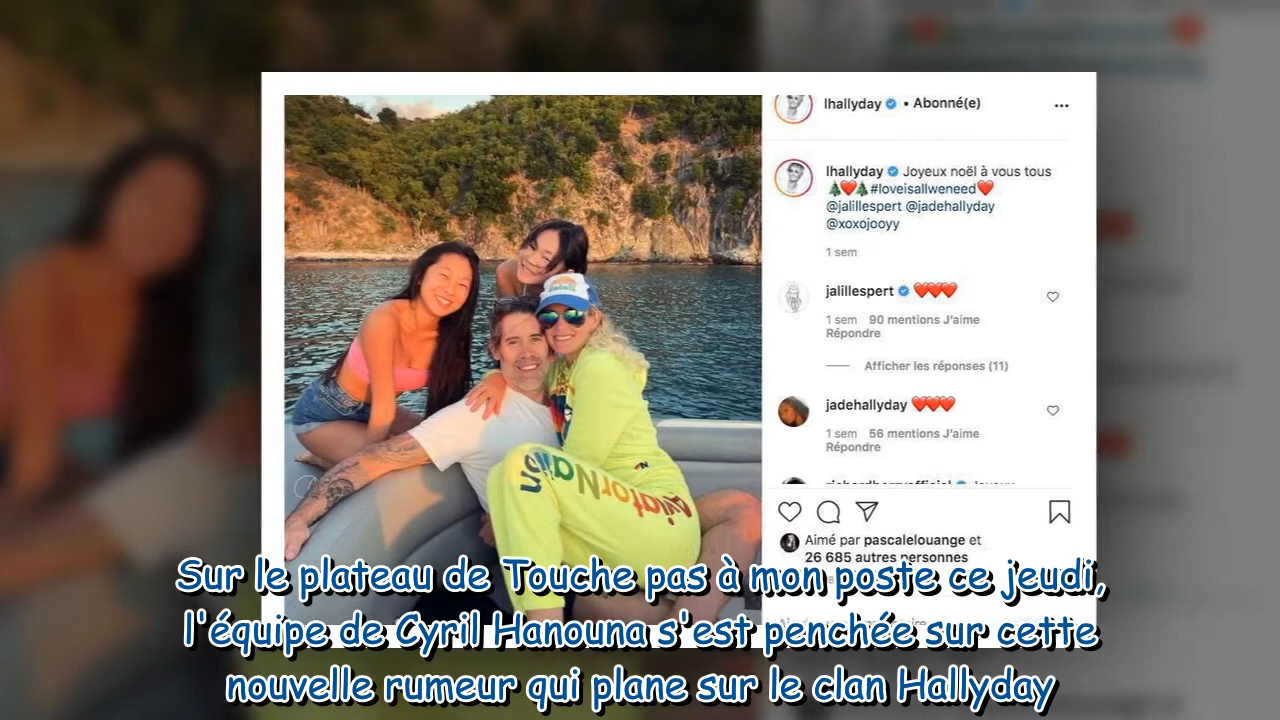 lhallyday • Abonné(e)
lhallyday Joyeux noël à vous tous
🎄❤️🎄#loveisallweneed❤️
@jalillespert @jadehallyday
@xoxojooyy
1 sem
jalillespert ❤️❤️❤️
1 sem 90 mentions J'aime
Répondre
Afficher les réponses (11)
jadehallyday ❤️❤️❤️
1 sem 56 mentions J'aime
Répondre
Aviator Nation
Aimé par pascalelouange et
26 685 autres personnes
Sur le plateau de Touche pas à mon poste ce jeudi,
l'équipe de Cyril Hanouna s'est penchée sur cette
nouvelle rumeur qui plane sur le clan Hallyday